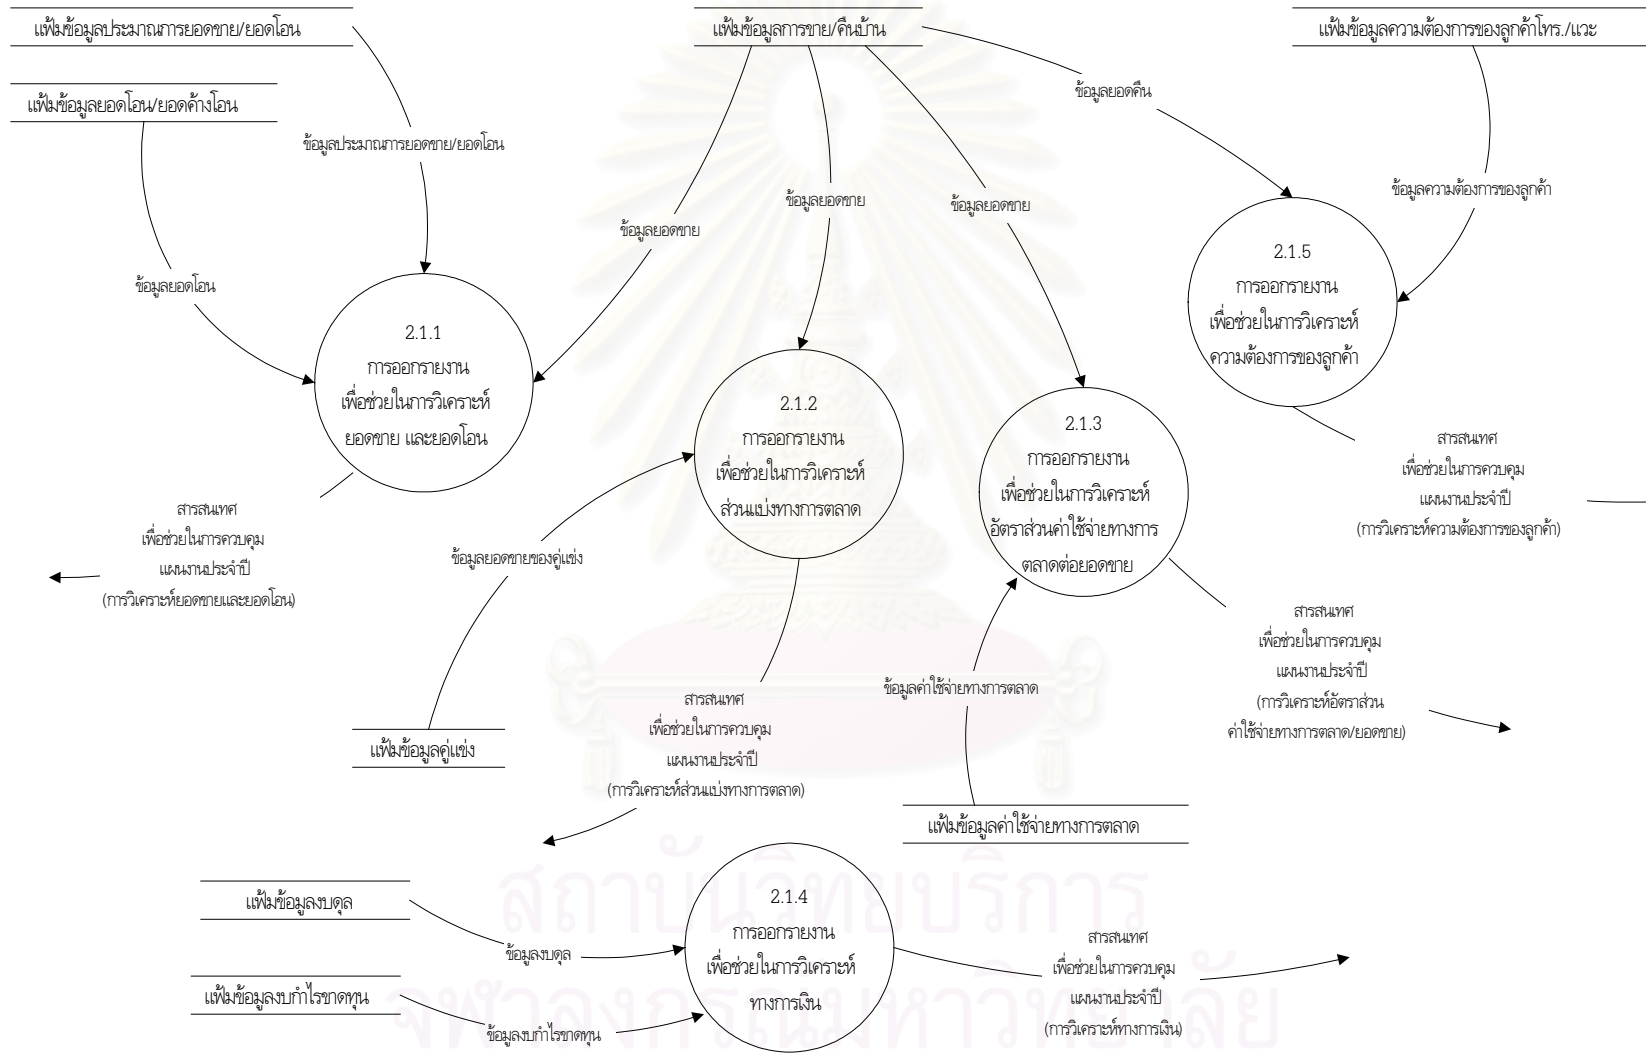 แฟ้มข้อมูลประมาณการยอดขาย/ยอดโอน
แฟ้มข้อมูลการขาย/คืนบ้าน
แฟ้มข้อมูลความต้องการของลูกค้าโทร./แวะ
แฟ้มข้อมูลยอดโอน/ยอดค้างโอน
ข้อมูลยอดคืน
ข้อมูลประมาณการยอดขาย/ยอดโอน
ข้อมูลความต้องการของลูกค้า
ข้อมูลยอดขาย
ข้อมูลยอดขาย
ข้อมูลยอดขาย
ข้อมูลยอดโอน
2.1.5
การออกรายงาน
เพื่อช่วยในการวิเคราะห์
ความต้องการของลูกค้า
2.1.1
การออกรายงาน
เพื่อช่วยในการวิเคราะห์
ยอดขาย และยอดโอน
2.1.2
การออกรายงาน
เพื่อช่วยในการวิเคราะห์
ส่วนแบ่งทางการตลาด
2.1.3
การออกรายงาน
เพื่อช่วยในการวิเคราะห์
อัตราส่วนค่าใช้จ่ายทางการ
ตลาดต่อยอดขาย
สารสนเทศ
เพื่อช่วยในการควบคุม
แผนงานประจำปี
(การวิเคราะห์ความต้องการของลูกค้า)
สารสนเทศ
เพื่อช่วยในการควบคุม
แผนงานประจำปี
(การวิเคราะห์ยอดขายและยอดโอน)
ข้อมูลยอดขายของคู่แข่ง
สารสนเทศ
เพื่อช่วยในการควบคุม
แผนงานประจำปี
(การวิเคราะห์อัตราส่วน
ค่าใช้จ่ายทางการตลาด/ยอดขาย)
ข้อมูลค่าใช้จ่ายทางการตลาด
สารสนเทศ
เพื่อช่วยในการควบคุม
แผนงานประจำปี
(การวิเคราะห์ส่วนแบ่งทางการตลาด)
แฟ้มข้อมูลคู่แข่ง
แฟ้มข้อมูลค่าใช้จ่ายทางการตลาด
แฟ้มข้อมูลงบดุล
ข้อมูลงบดุล
แฟ้มข้อมูลงบกำไรขาดทุน
ข้อมูลงบกำไรขาดทุน
2.1.4
การออกรายงาน
เพื่อช่วยในการวิเคราะห์
ทางการเงิน
สารสนเทศ
เพื่อช่วยในการควบคุม
แผนงานประจำปี
(การวิเคราะห์ทางการเงิน)
สถาบันวิทยบริการ
จุฬาลงกรณ์มหาวิทยาลัย